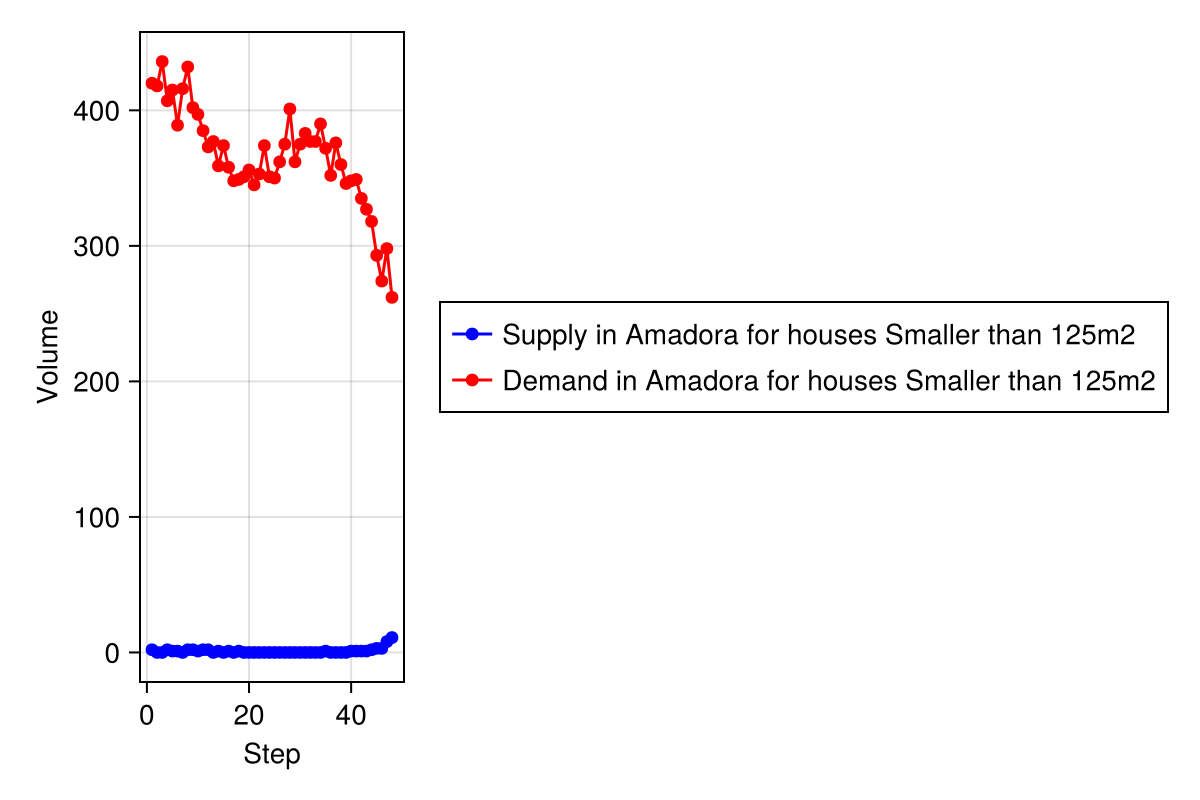 Volume
400
300
200
100
0
0 20 40
Step
Supply in Amadora for houses Smaller than 125m2
Demand in Amadora for houses Smaller than 125m2